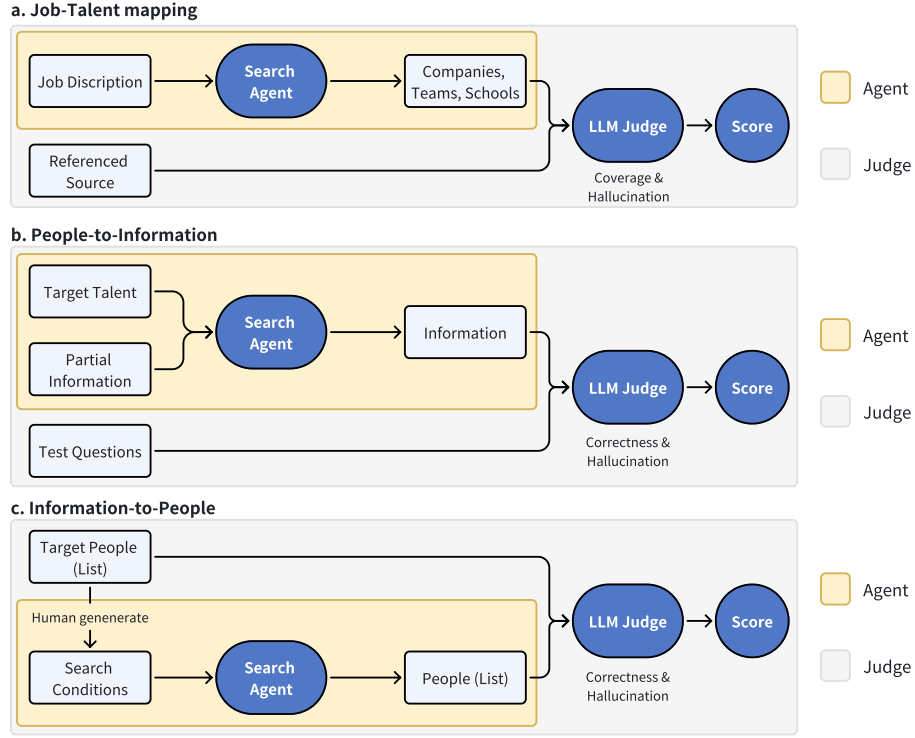 a. Job-Talent mapping
Job Discription
Search
Agent
Companies,
Teams, Schools
Referenced
Source
LLM Judge
Score
Coverage &
Hallucination
Agent
Judge
b. People-to-Information
Target Talent
Partial
Information
Search
Agent
Information
Test Questions
LLM Judge
Score
Correctness &
Hallucination
Agent
Judge
c. Information-to-People
Target People
(List)
Human genenerate
Search
Conditions
Search
Agent
People (List)
LLM Judge
Score
Correctness &
Hallucination
Agent
Judge